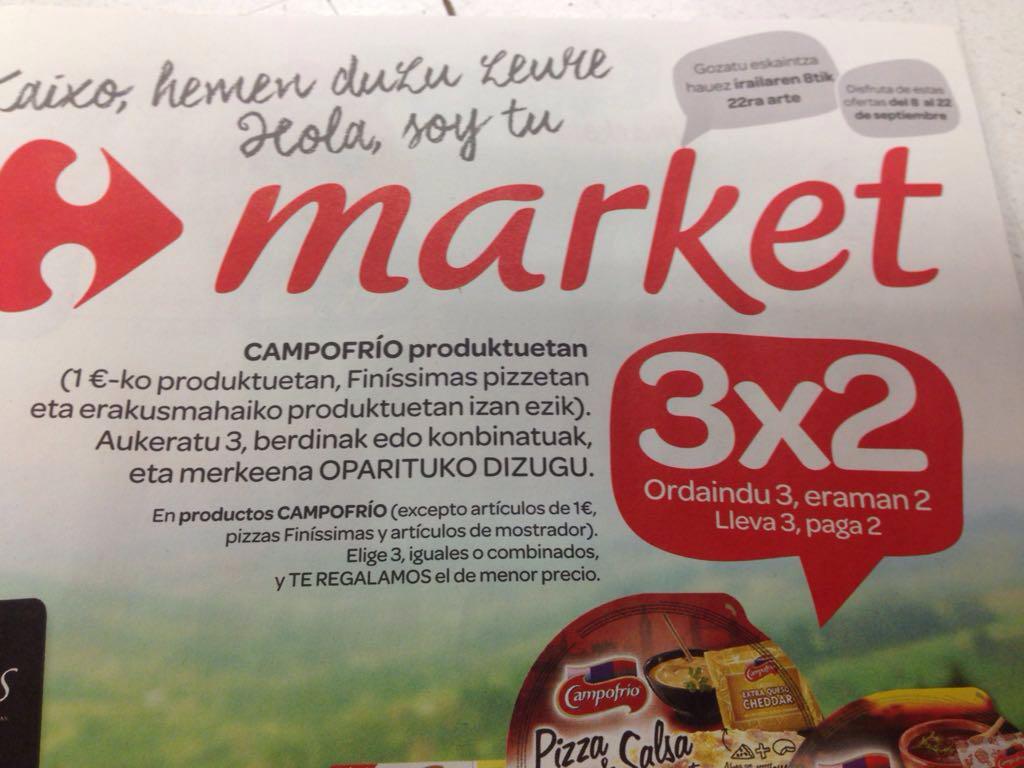 Kaixo, hemen duzu zeure
Hola, soy tu
Gozatu eskaintza
hauez irailaren 8tik
22ra arte
Disfruta de estas
ofertas del 8 al 22
de septiembre
market
CAMPOFRÍO produktuetan
(1 €-ko produktuetan, Finíssimas pizzetan
eta erakusmahaiko produktuetan izan ezik).
Aukeratu 3, berdinak edo konbinatuak,
eta merkeena OPARITUKO DIZUGU.
En productos CAMPOFRÍO (excepto artículos de 1€,
pizzas Finíssimas y artículos de mostrador).
Elige 3, iguales o combinados,
y TE REGALAMOS el de menor precio.
3x2
Ordaindu 3, eraman 2
Lleva 3, paga 2
Campofrío
Campofrío
EXTRA QUESO
CHEDDAR
Pizza & Salsa